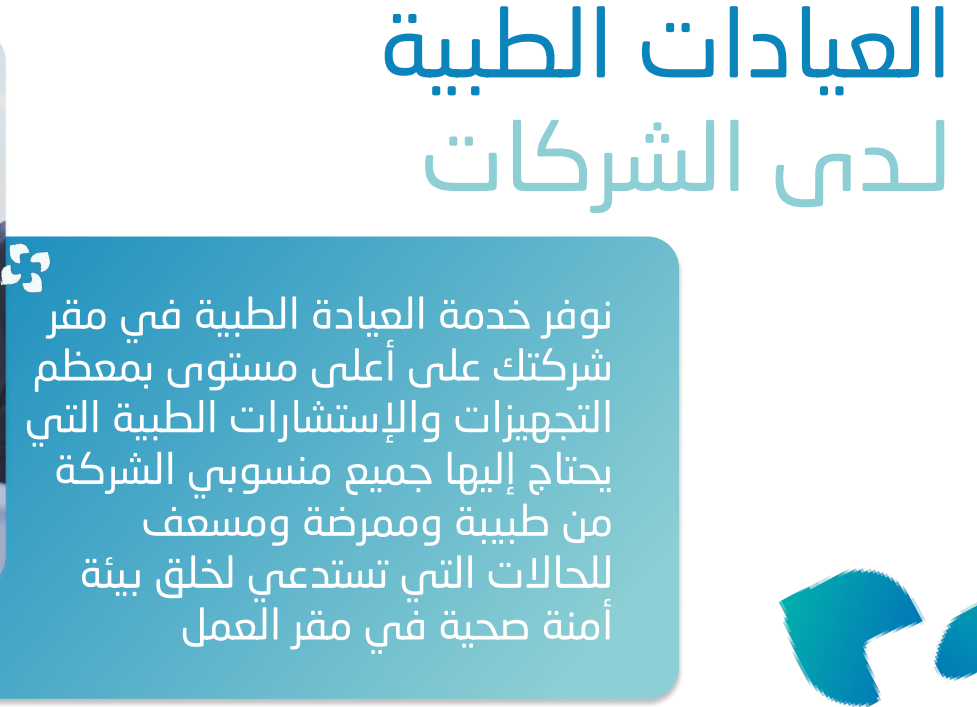 العيادات الطبية
لـدى الشركات
نوفر خدمة العيادة الطبية في مقر
شركتك على أعلى مستوى بمعظم
التجهيزات والإستشارات الطبية التي
يحتاج إليها جميع منسوبي الشركة
من طبيبة وممرضة ومسعف
للحالات التي تستدعي لخلق بيئة
أمنة صحية في مقر العمل